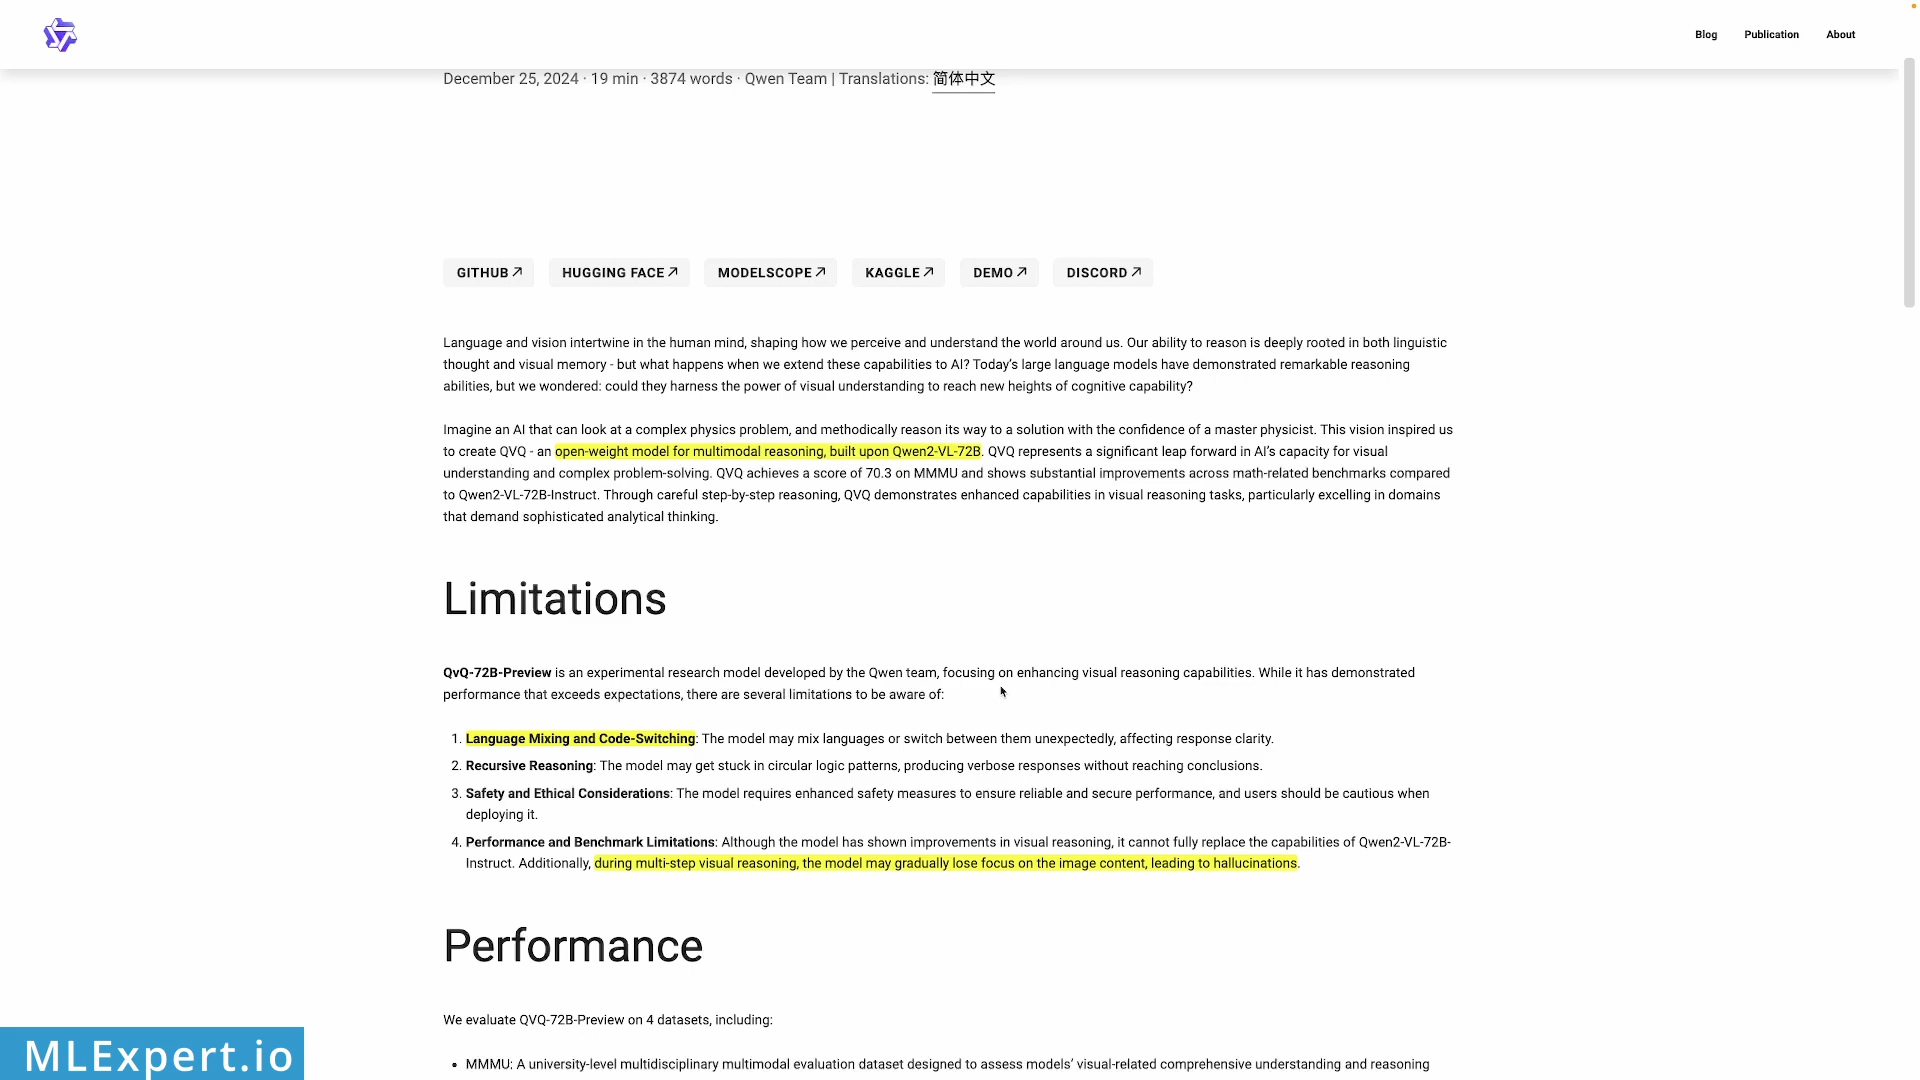 Blog Publication About
December 25, 2024 · 19 min · 3874 words · Qwen Team | Translations: 简体中文
GITHUB↗ HUGGING FACE↗ MODELSCOPE↗ KAGGLE↗ DEMO↗ DISCORD↗
Language and vision intertwine in the human mind, shaping how we perceive and understand the world around us. Our ability to reason is deeply rooted in both linguistic
thought and visual memory - but what happens when we extend these capabilities to AI? Today’s large language models have demonstrated remarkable reasoning
abilities, but we wondered: could they harness the power of visual understanding to reach new heights of cognitive capability?
Imagine an AI that can look at a complex physics problem, and methodically reason its way to a solution with the confidence of a master physicist. This vision inspired us
to create QVQ - an open-weight model for multimodal reasoning, built upon Qwen2-VL-72B. QVQ represents a significant leap forward in AI’s capacity for visual
understanding and complex problem-solving. QVQ achieves a score of 70.3 on MMMU and shows substantial improvements across math-related benchmarks compared
to Qwen2-VL-72B-Instruct. Through careful step-by-step reasoning, QVQ demonstrates enhanced capabilities in visual reasoning tasks, particularly excelling in domains
that demand sophisticated analytical thinking.
Limitations
QvQ-72B-Preview is an experimental research model developed by the Qwen team, focusing on enhancing visual reasoning capabilities. While it has demonstrated
performance that exceeds expectations, there are several limitations to be aware of:
1. Language Mixing and Code-Switching: The model may mix languages or switch between them unexpectedly, affecting response clarity.
2. Recursive Reasoning: The model may get stuck in circular logic patterns, producing verbose responses without reaching conclusions.
3. Safety and Ethical Considerations: The model requires enhanced safety measures to ensure reliable and secure performance, and users should be cautious when
deploying it.
4. Performance and Benchmark Limitations: Although the model has shown improvements in visual reasoning, it cannot fully replace the capabilities of Qwen2-VL-72B-
Instruct. Additionally, during multi-step visual reasoning, the model may gradually lose focus on the image content, leading to hallucinations.
Performance
We evaluate QVQ-72B-Preview on 4 datasets, including:
• MMMU: A university-level multidisciplinary multimodal evaluation dataset designed to assess models’ visual-related comprehensive understanding and reasoning
MLExpert.io